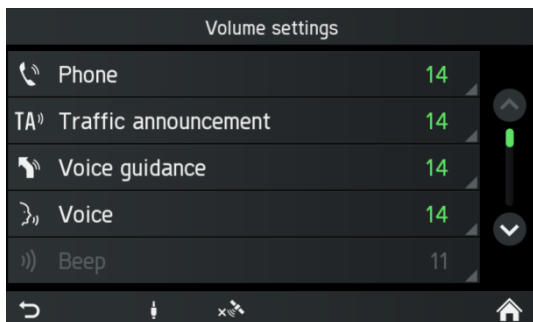 Volume settings
Phone 14
TA Traffic announcement 14
Voice guidance 14
Voice 14
Beep 11